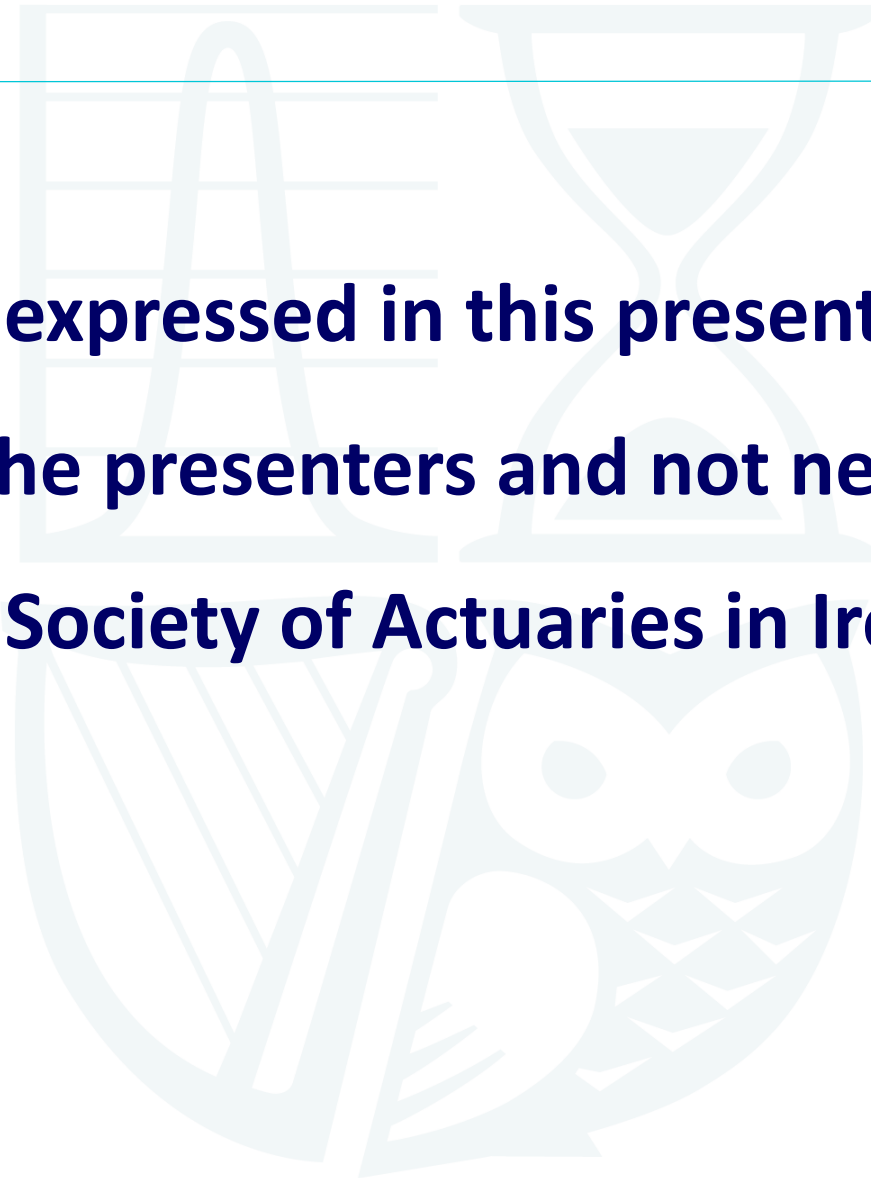 expressed in this present
he presenters and not ne
Society of Actuaries in Ire